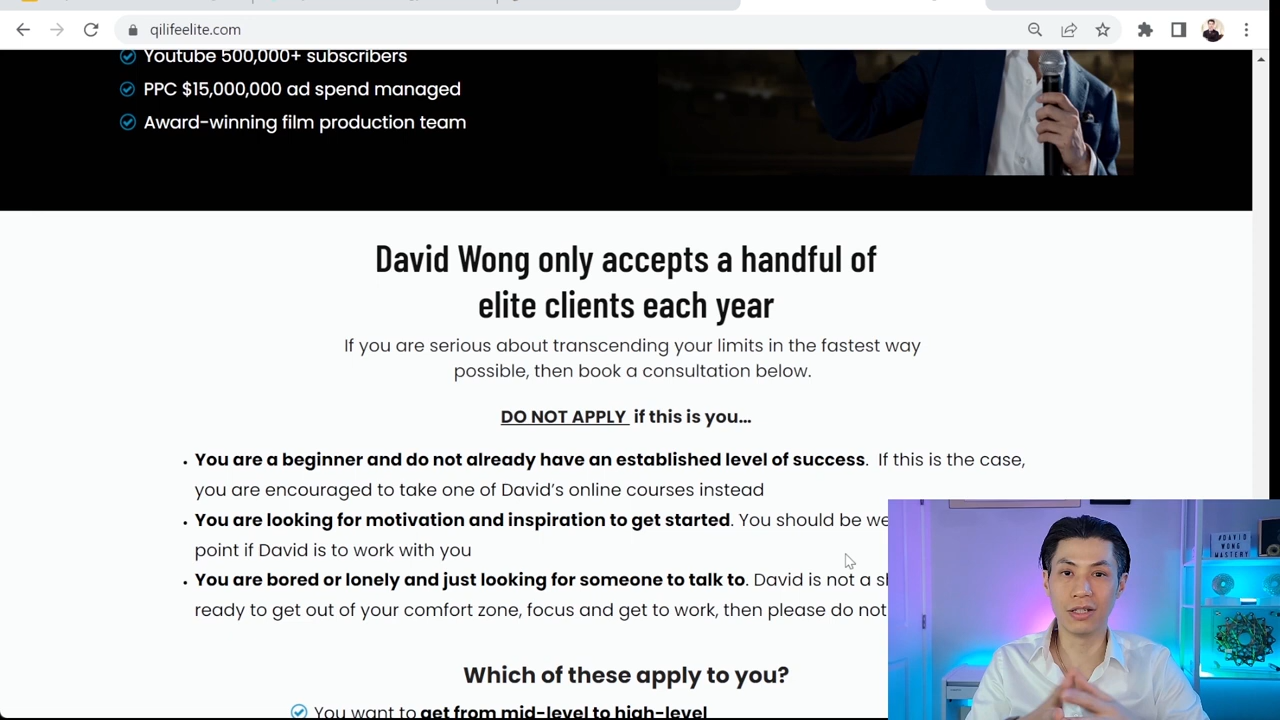 qilifeelite.com
Youtube 500,000+ subscribers
PPC $15,000,000 ad spend managed
Award-winning film production team
David Wong only accepts a handful of
elite clients each year
If you are serious about transcending your limits in the fastest way
possible, then book a consultation below.
DO NOT APPLY if this is you...
• You are a beginner and do not already have an established level of success. If this is the case,
you are encouraged to take one of David's online courses instead
• You are looking for motivation and inspiration to get started. You should be
point if David is to work with you
• You are bored or lonely and just looking for someone to talk to. David is not a
ready to get out of your comfort zone, focus and get to work, then please do not
#DAVID
WONG
MASTERY
Which of these apply to you?
You want to get from mid-level to high-level